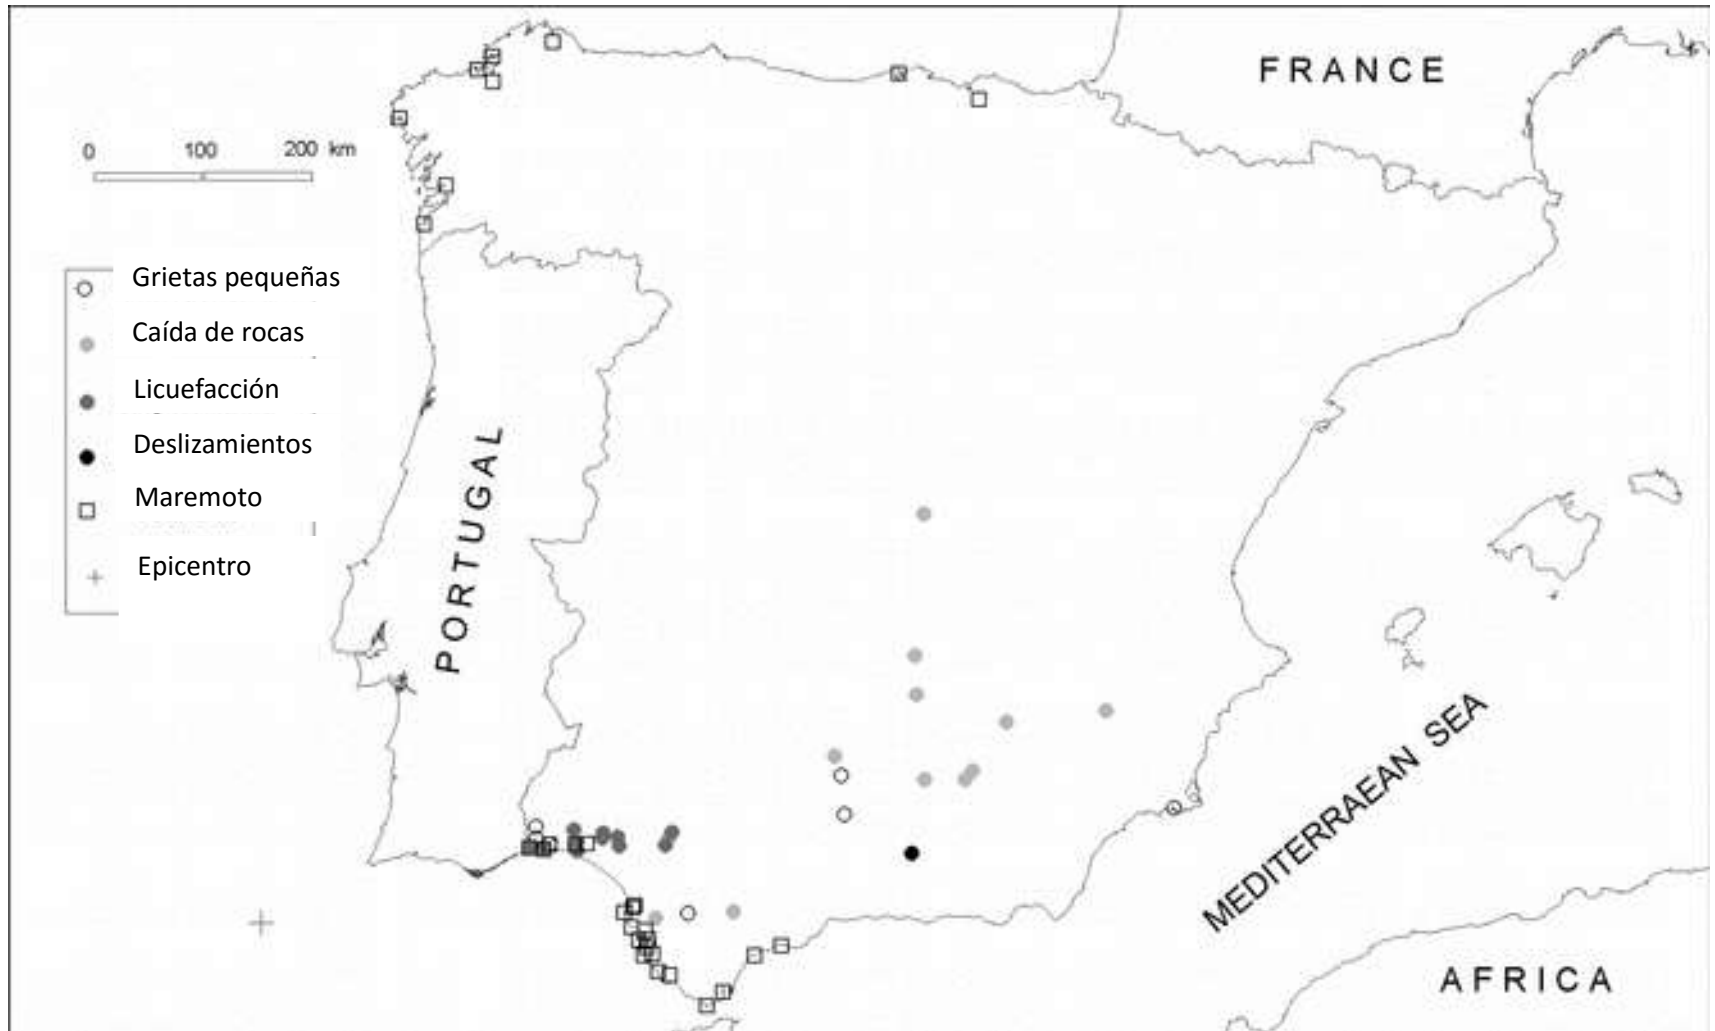 FRANCE
0 100 200 km
Grietas pequeñas
Caída de rocas
Licuefacción
Deslizamientos
Maremoto
Epicentro
PORTUGAL
MEDITERRAEAN SEA
AFRICA